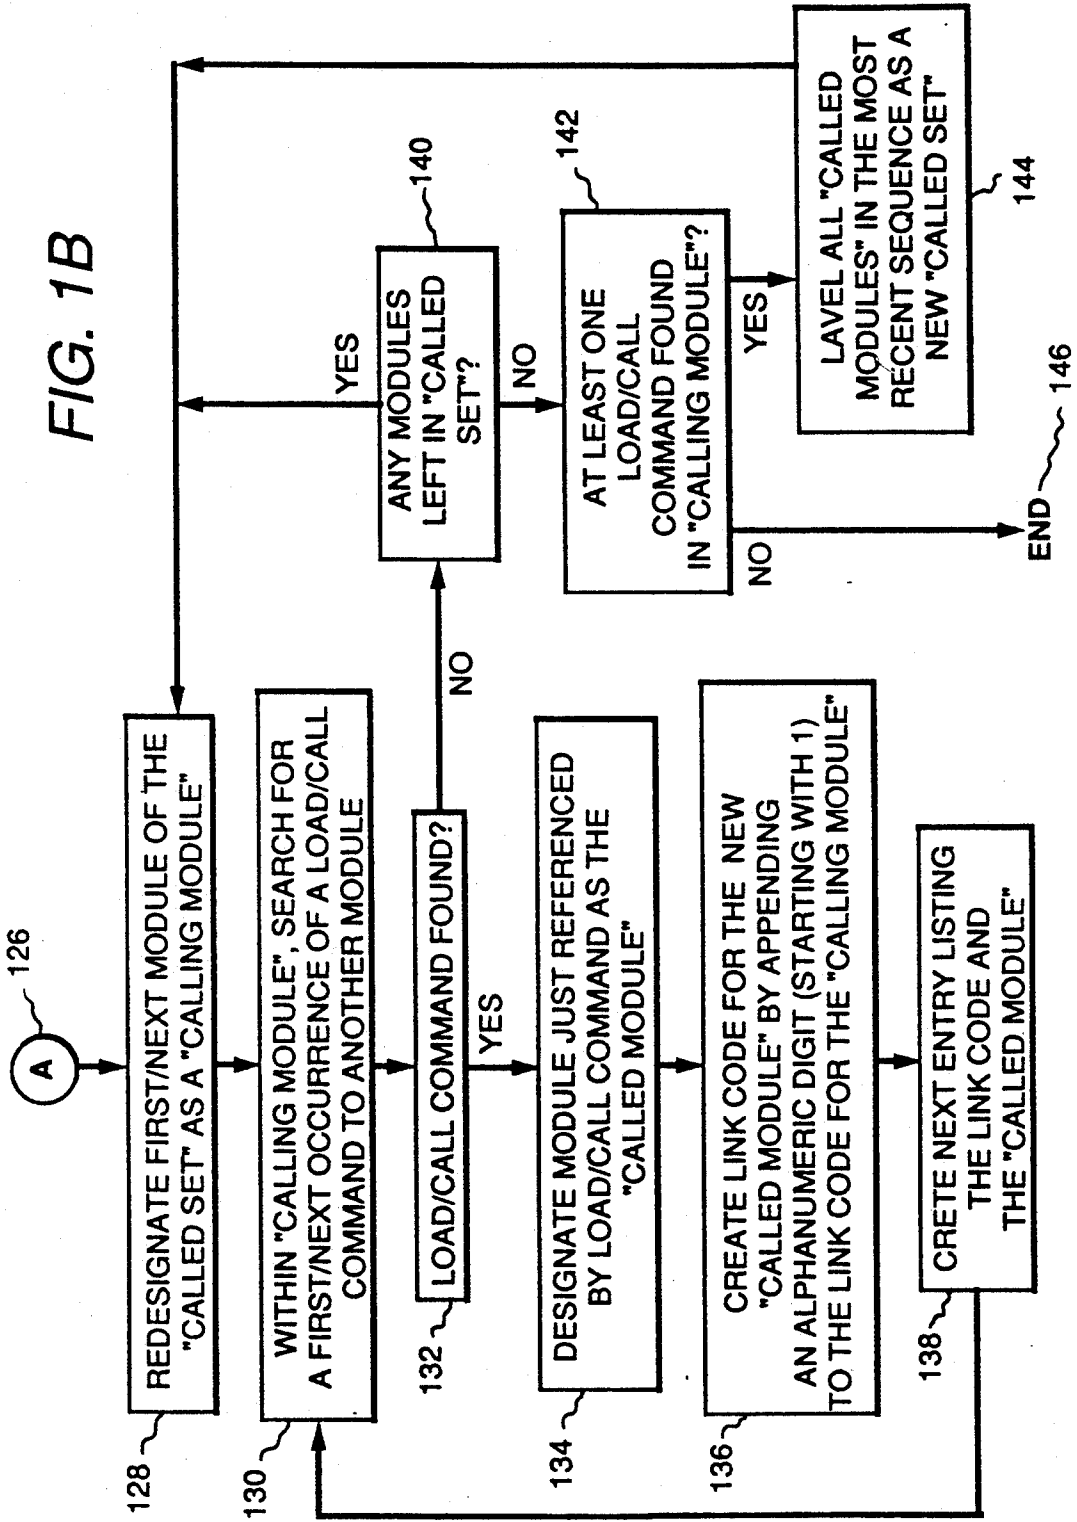 FIG. 1B
A
126
REDESIGNATE FIRST/NEXT MODULE OF THE
"CALLED SET" AS A "CALLING MODULE"
128
WITHIN "CALLING MODULE", SEARCH FOR
A FIRST/NEXT OCCURRENCE OF A LOAD/CALL
COMMAND TO ANOTHER MODULE
130
LOAD/CALL COMMAND FOUND?
132
NO
YES
DESIGNATE MODULE JUST REFERENCED
BY LOAD/CALL COMMAND AS THE
"CALLED MODULE"
134
CREATE LINK CODE FOR THE NEW
"CALLED MODULE" BY APPENDING
AN ALPHANUMERIC DIGIT (STARTING WITH 1)
TO THE LINK CODE FOR THE "CALLING MODULE"
136
CRETE NEXT ENTRY LISTING
THE LINK CODE AND
THE "CALLED MODULE"
138
YES
ANY MODULES
LEFT IN "CALLED
SET"?
140
NO
AT LEAST ONE
LOAD/CALL
COMMAND FOUND
IN "CALLING MODULE"?
142
NO
YES
LAVEL ALL "CALLED
MODULES" IN THE MOST
RECENT SEQUENCE AS A
NEW "CALLED SET"
144
END
146